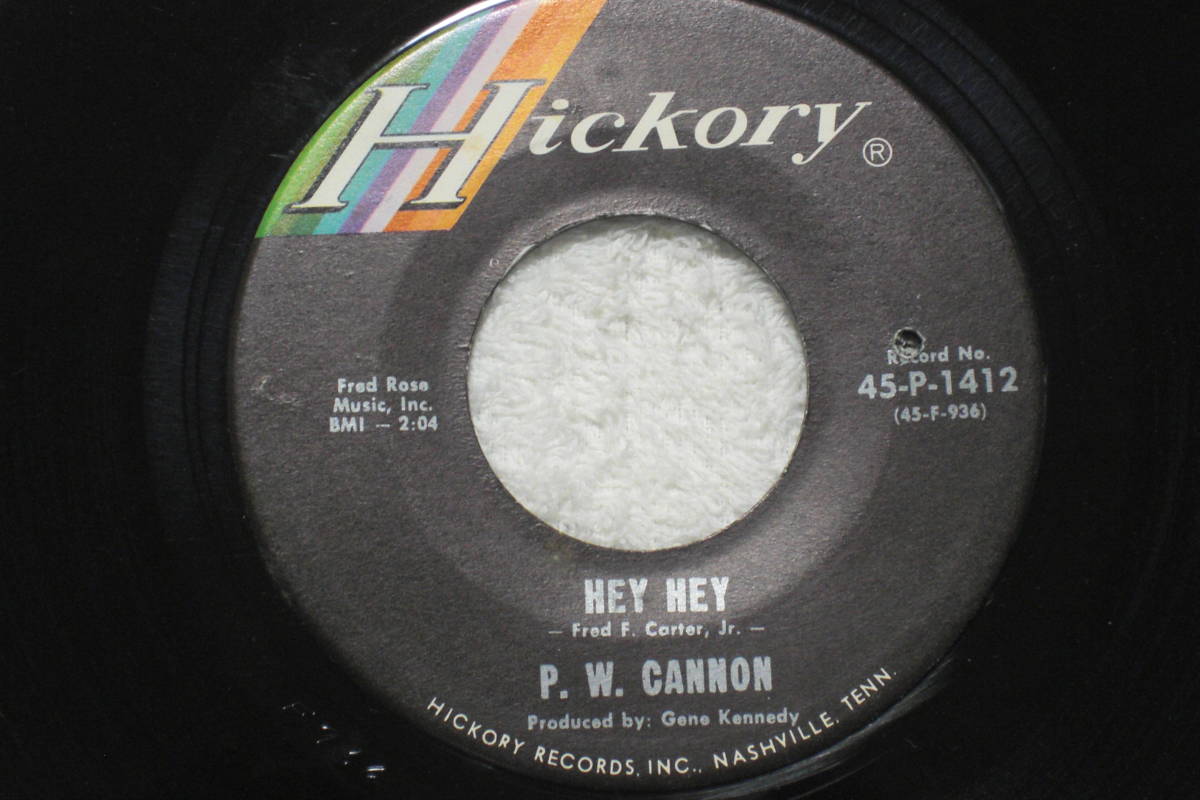 Hickory ®
Fred Rose
Music, Inc.
BMI — 2:04
Record No.
45-P-1412
(45-F-936)
HEY HEY
— Fred F. Carter, Jr. —
P. W. CANNON
Produced by: Gene Kennedy
HICKORY RECORDS, INC., NASHVILLE, TENN.